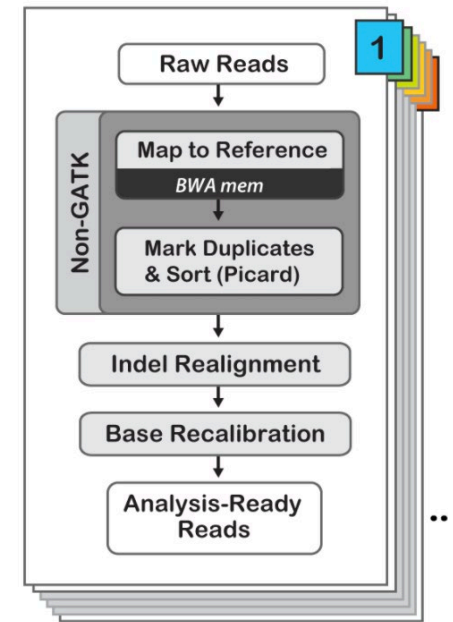 1
Raw Reads
Non-GATK
Map to Reference
BWA mem
Mark Duplicates
& Sort (Picard)
Indel Realignment
Base Recalibration
Analysis-Ready
Reads
..